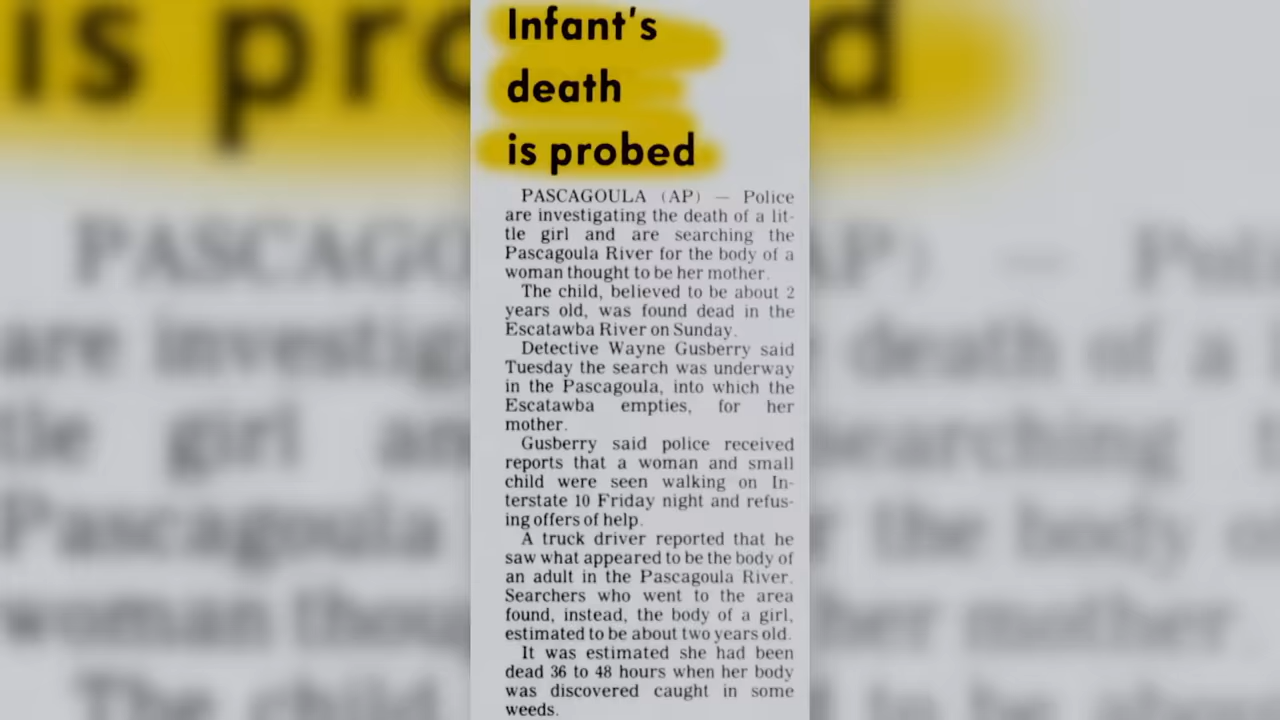 Infant's
death
is probed
PASCAGOULA (AP) — Police
are investigating the death of a lit-
tle girl and are searching the
Pascagoula River for the body of a
woman thought to be her mother.
The child, believed to be about 2
years old, was found dead in the
Escatawba River on Sunday.
Detective Wayne Gusberry said
Tuesday the search was underway
in the Pascagoula, into which the
Escatawba empties, for her
mother.
Gusberry said police received
reports that a woman and small
child were seen walking on In-
terstate 10 Friday night and refus-
ing offers of help.
A truck driver reported that he
saw what appeared to be the body of
an adult in the Pascagoula River.
Searchers who went to the area
found, instead, the body of a girl,
estimated to be about two years old.
It was estimated she had been
dead 36 to 48 hours when her body
was discovered caught in some
weeds.